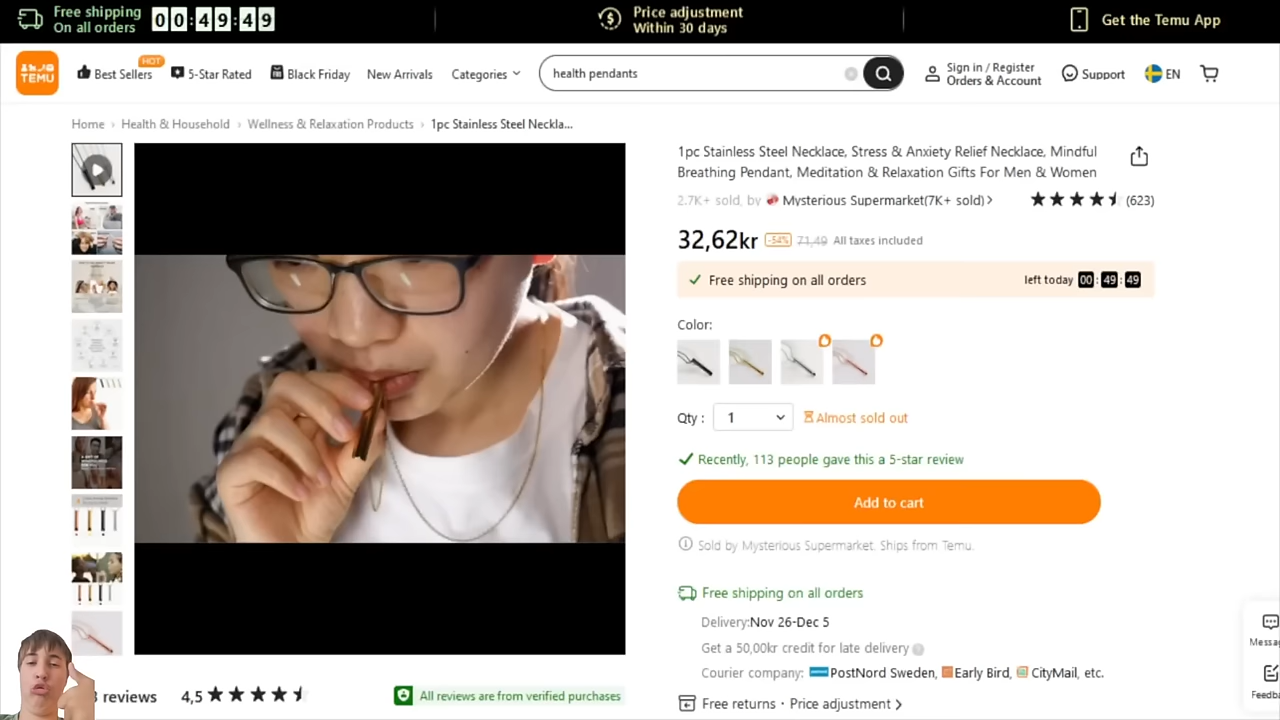 Free shipping
On all orders
00:49:49
Price adjustment
Within 30 days
Get the Temu App
TEMU
Best Sellers
HOT
5-Star Rated
Black Friday
New Arrivals
Categories
health pendants
Sign in / Register
Orders & Account
Support
EN
Home › Health & Household › Wellness & Relaxation Products › 1pc Stainless Steel Neckla...
1pc Stainless Steel Necklace, Stress & Anxiety Relief Necklace, Mindful
Breathing Pendant, Meditation & Relaxation Gifts For Men & Women
2.7K+ sold, by Mysterious Supermarket(7K+ sold) (623)
32,62kr -54% 71,49 All taxes included
Free shipping on all orders left today 00:49:49
Color:
Qty : 1 Almost sold out
Recently, 113 people gave this a 5-star review
Add to cart
Sold by Mysterious Supermarket. Ships from Temu.
Free shipping on all orders
Delivery:Nov 26-Dec 5
Get a 50,00kr credit for late delivery
Courier company: PostNord Sweden, Early Bird, CityMail, etc.
Free returns · Price adjustment
Messa
Feedb
reviews
4,5
All reviews are from verified purchases